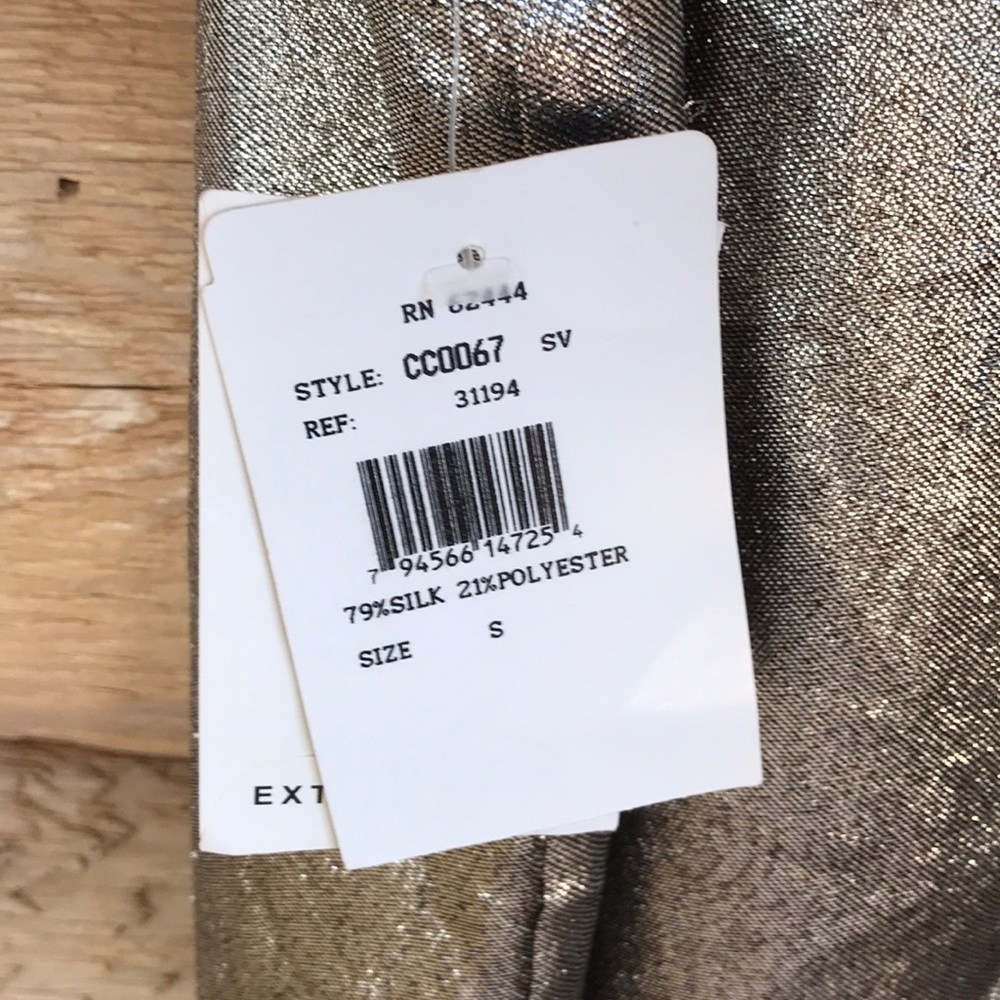 RN 62444
STYLE: CC0067 SV
REF: 31194
7 94566 14725 4
79%SILK 21%POLYESTER
SIZE S
EXT